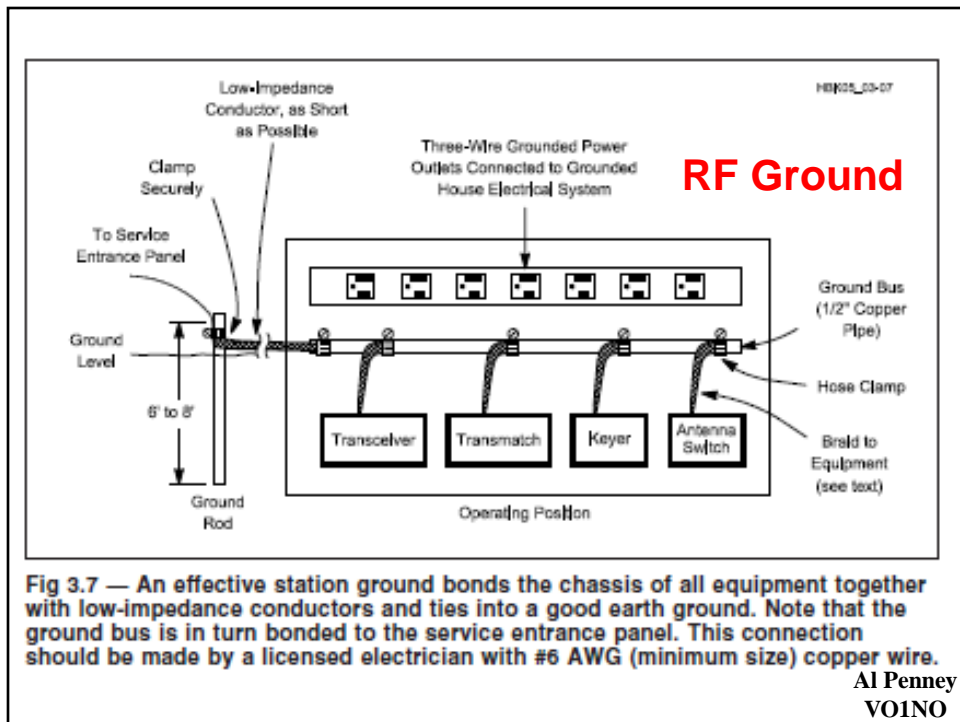 Low-Impedance
Conductor, as Short
as Possible
HBK05_03-07
Clamp
Securely
Three-Wire Grounded Power
Outlets Connected to Grounded
House Electrical System
RF Ground
To Service
Entrance Panel
Ground Bus
(1/2" Copper
Pipe)
Ground
Level
Hose Clamp
6' to 8'
Transceiver
Transmatch
Keyer
Antenna
Switch
Braid to
Equipment
(see text)
Ground
Rod
Operating Position
Fig 3.7 — An effective station ground bonds the chassis of all equipment together
with low-impedance conductors and ties into a good earth ground. Note that the
ground bus is in turn bonded to the service entrance panel. This connection
should be made by a licensed electrician with #6 AWG (minimum size) copper wire.
Al Penney
VO1NO